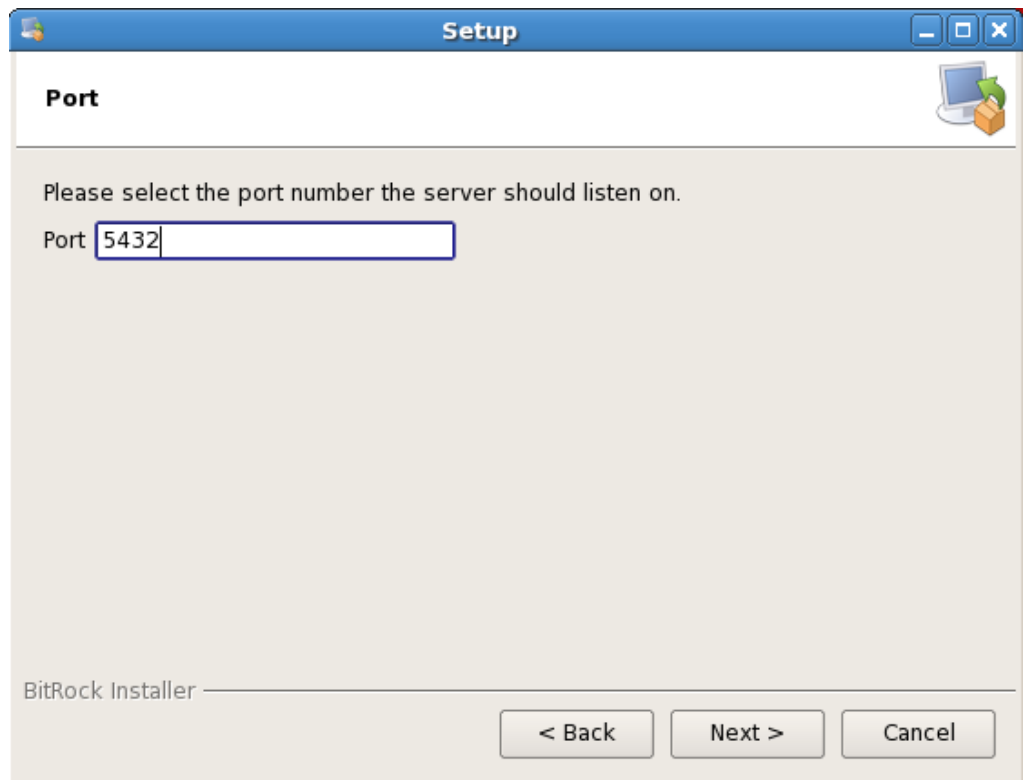 Setup
Port
Please select the port number the server should listen on.
Port 5432
BitRock Installer
< Back Next > Cancel